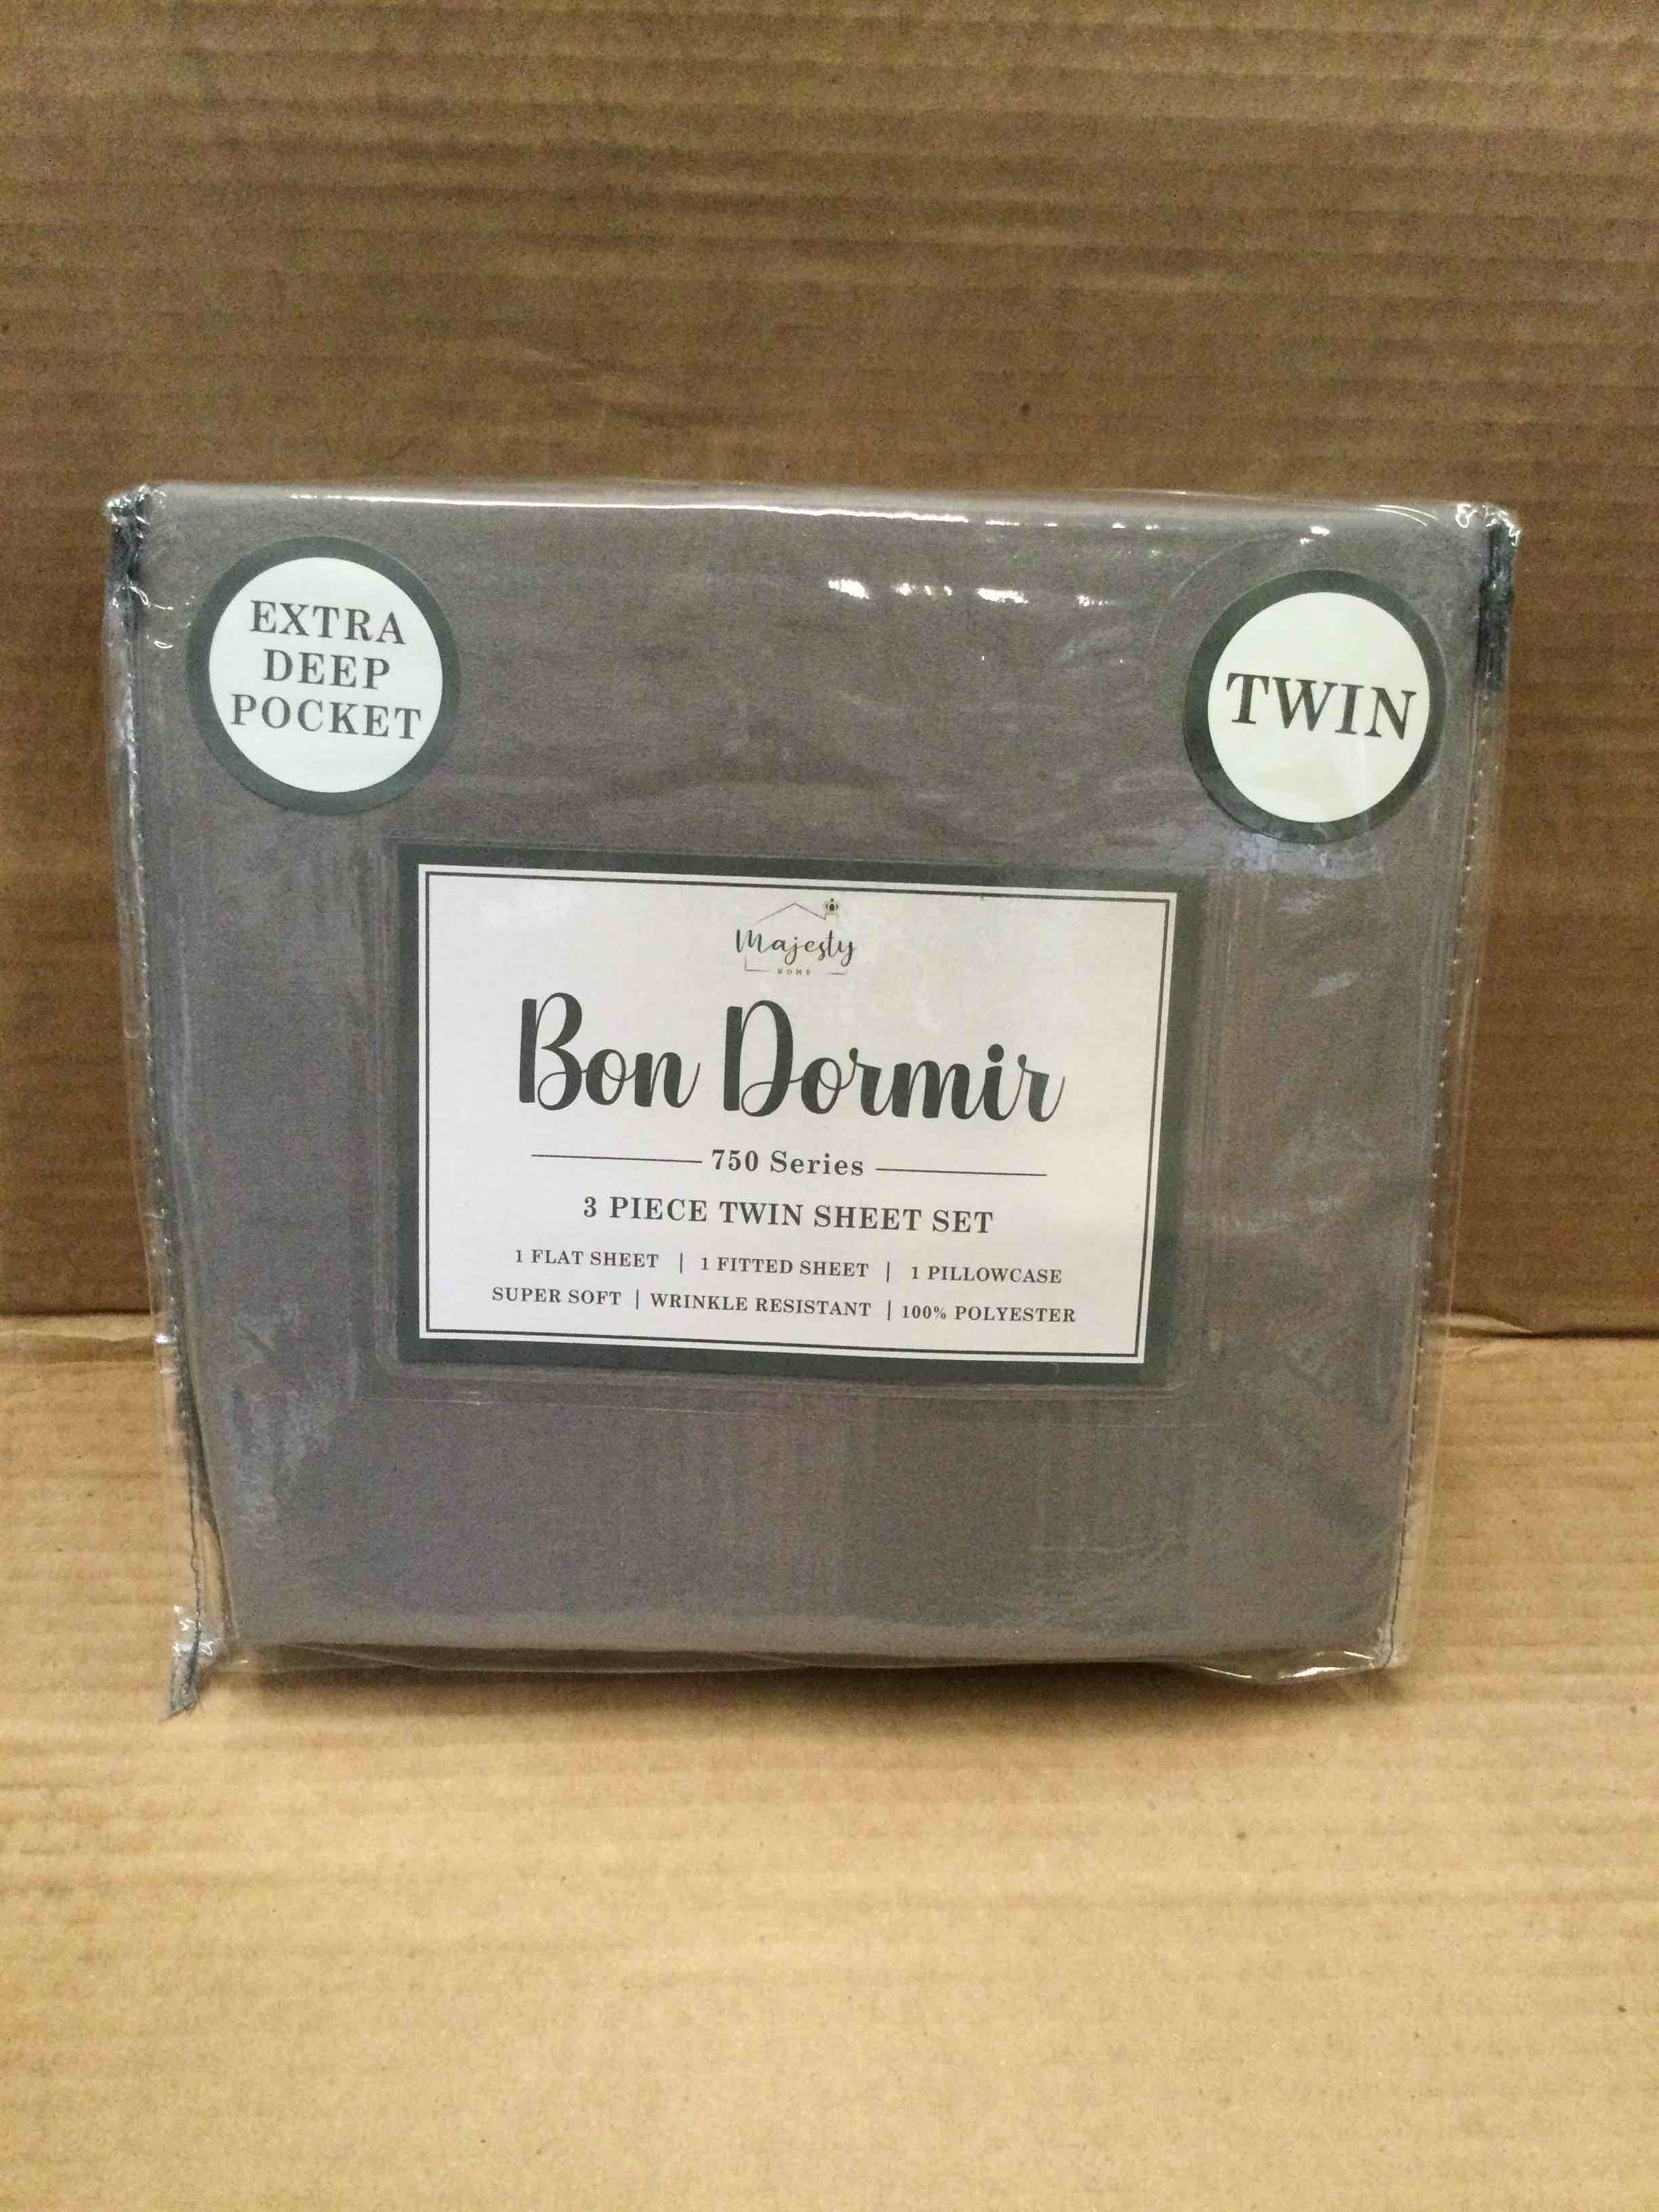 EXTRA
DEEP
POCKET
TWIN
Majesty
HOME
Bon Dormir
750 Series
3 PIECE TWIN SHEET SET
1 FLAT SHEET | 1 FITTED SHEET | 1 PILLOWCASE
SUPER SOFT | WRINKLE RESISTANT | 100% POLYESTER